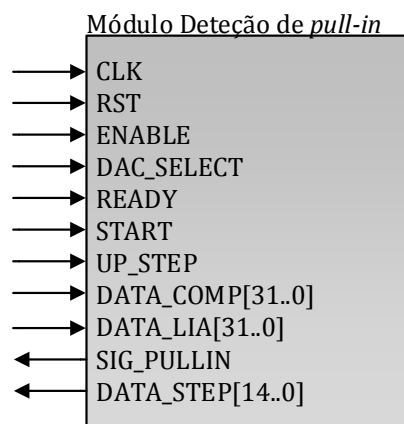 Módulo Deteção de pull-in
CLK
RST
ENABLE
DAC_SELECT
READY
START
UP_STEP
DATA_COMP[31..0]
DATA_LIA[31..0]
SIG_PULLIN
DATA_STEP[14..0]